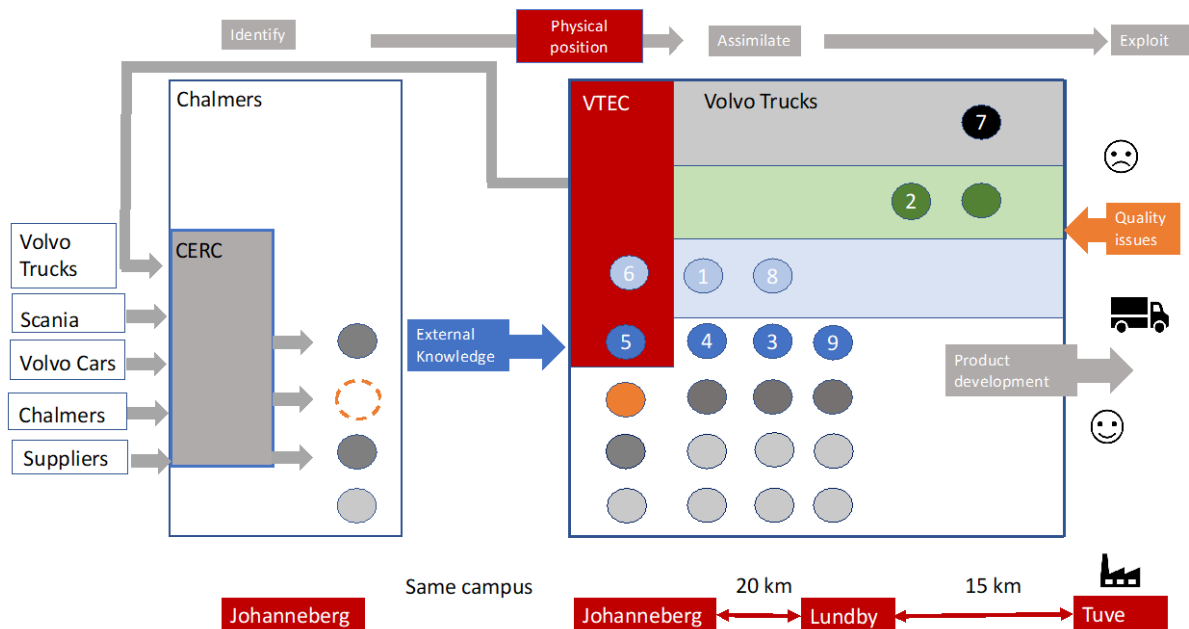 Identify
Physical
position
Assimilate
Exploit
Chalmers
VTEC
Volvo Trucks
7
2
Quality
issues
Volvo
Trucks
CERC
6
1
8
Scania
External
Knowledge
5
4
3
9
Volvo Cars
Product
development
Chalmers
Suppliers
Same campus
20 km
15 km
Johanneberg
Johanneberg
Lundby
Tuve